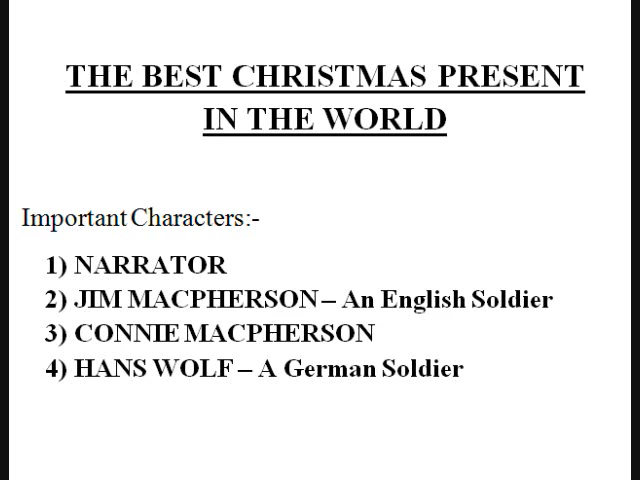 THE BEST CHRISTMAS PRESENT
IN THE WORLD
Important Characters:-
1) NARRATOR
2) JIM MACPHERSON – An English Soldier
3) CONNIE MACPHERSON
4) HANS WOLF – A German Soldier